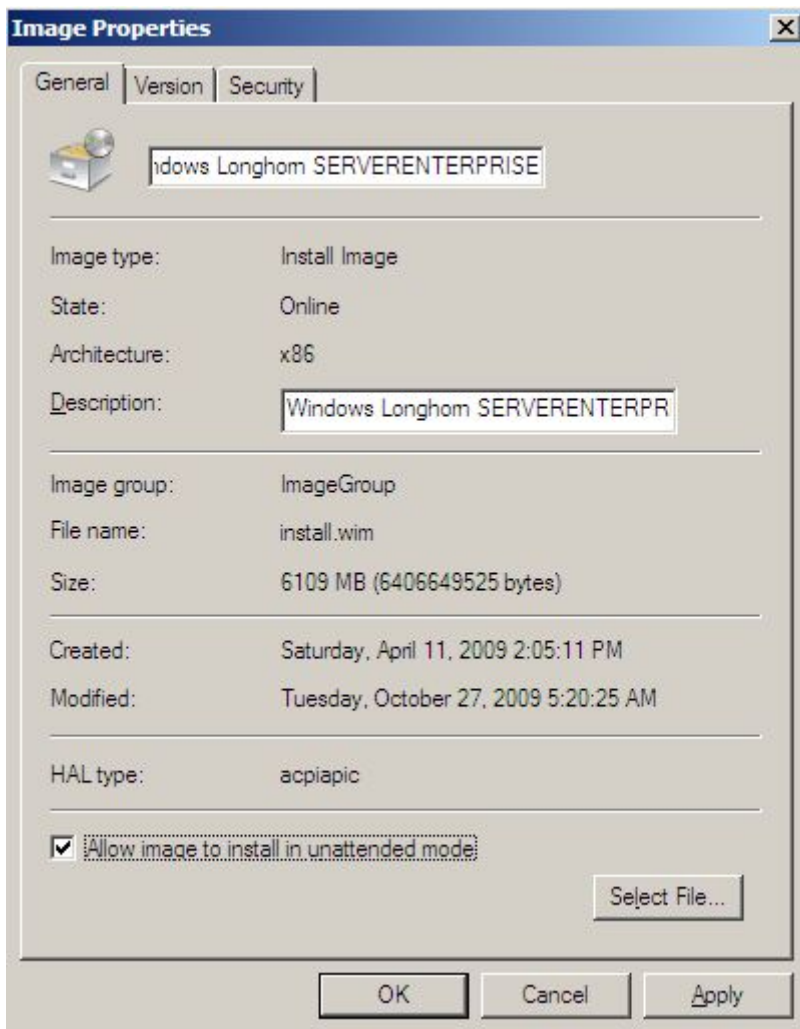 Image Properties
General Version Security
ndows Longhorn SERVERENTERPRISE
Image type: Install Image
State: Online
Architecture: x86
Description: Windows Longhorn SERVERENTERPR
Image group: ImageGroup
File name: install.wim
Size: 6109 MB (6406649525 bytes)
Created: Saturday, April 11, 2009 2:05:11 PM
Modified: Tuesday, October 27, 2009 5:20:25 AM
HAL type: acpiapic
Allow image to install in unattended mode
Select File...
OK Cancel Apply